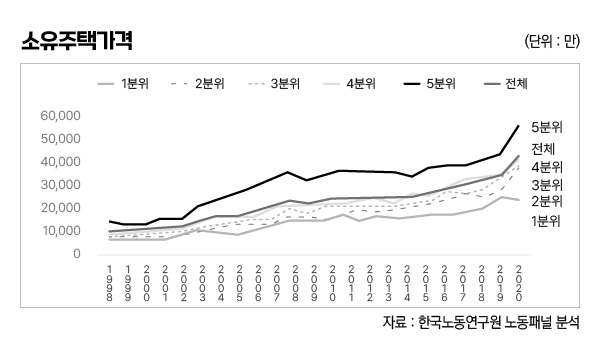 소유주택가격
(단위 : 만)
1분위 2분위 3분위 4분위 5분위 전체
60,000
50,000
40,000
30,000
20,000
10,000
0
5분위
전체
4분위
3분위
2분위
1분위
1998 1999 2000 2001 2002 2003 2004 2005 2006 2007 2008 2009 2010 2011 2012 2013 2014 2015 2016 2017 2018 2019 2020
자료 : 한국노동연구원 노동패널 분석